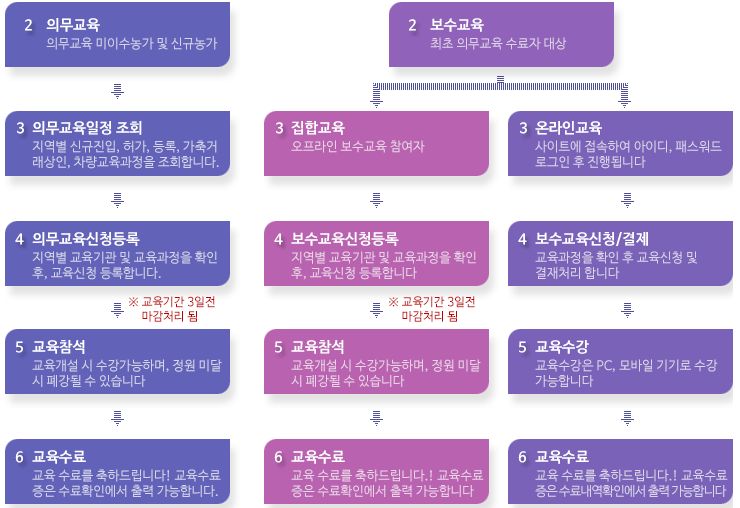 2 의무교육
의무교육 미이수농가 및 신규농가
2 보수교육
최초 의무교육 수료자 대상
3 의무교육일정 조회
지역별 신규진입, 허가, 등록, 가축거
래상인, 차량교육과정을 조회합니다.
3 집합교육
오프라인 보수교육 참여자
3 온라인교육
사이트에 접속하여 아이디, 패스워드
로그인 후 진행됩니다
4 의무교육신청등록
지역별 교육기관 및 교육과정을 확인
후, 교육신청 등록합니다.
4 보수교육신청등록
지역별 교육기관 및 교육과정을 확인
후, 교육신청 등록합니다
4 보수교육신청/결제
교육과정을 확인 후 교육신청 및
결재처리 합니다
※ 교육기간 3일전
마감처리 됨
※ 교육기간 3일전
마감처리 됨
5 교육참석
교육개설 시 수강가능하며, 정원 미달
시 폐강될 수 있습니다
5 교육참석
교육개설 시 수강가능하며, 정원 미달
시 폐강될 수 있습니다
5 교육수강
교육수강은 PC, 모바일 기기로 수강
가능합니다
6 교육수료
교육 수료를 축하드립니다! 교육수료
증은 수료확인에서 출력 가능합니다.
6 교육수료
교육 수료를 축하드립니다.! 교육수료
증은 수료확인에서 출력 가능합니다
6 교육수료
교육 수료를 축하드립니다.! 교육수료
증은 수료내역확인에서 출력 가능합니다